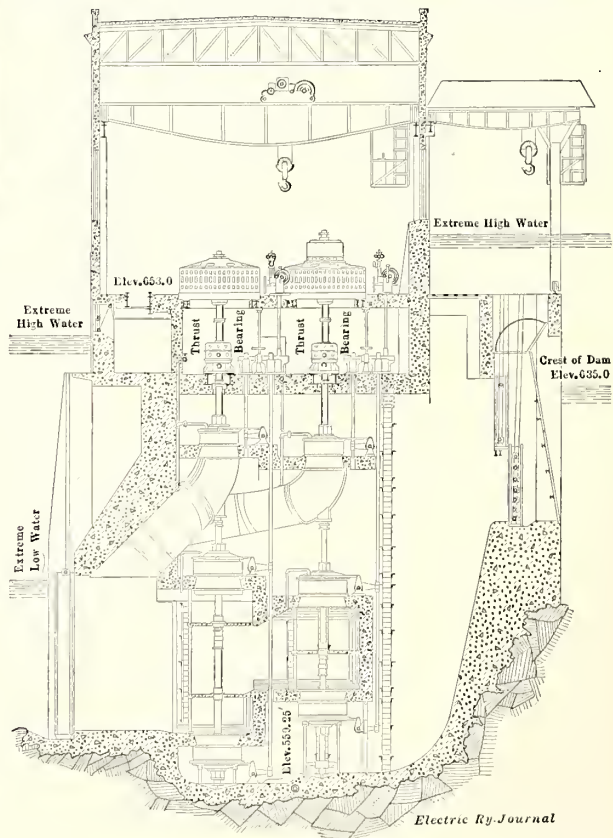 Extreme High Water
Elev. 653.0
Extreme
High Water
Thrust
Bearing
Thrust
Bearing
Crest of Dam
Elev. 635.0
Extreme
Low Water
Elev. 559.25'
Electric Ry. Journal